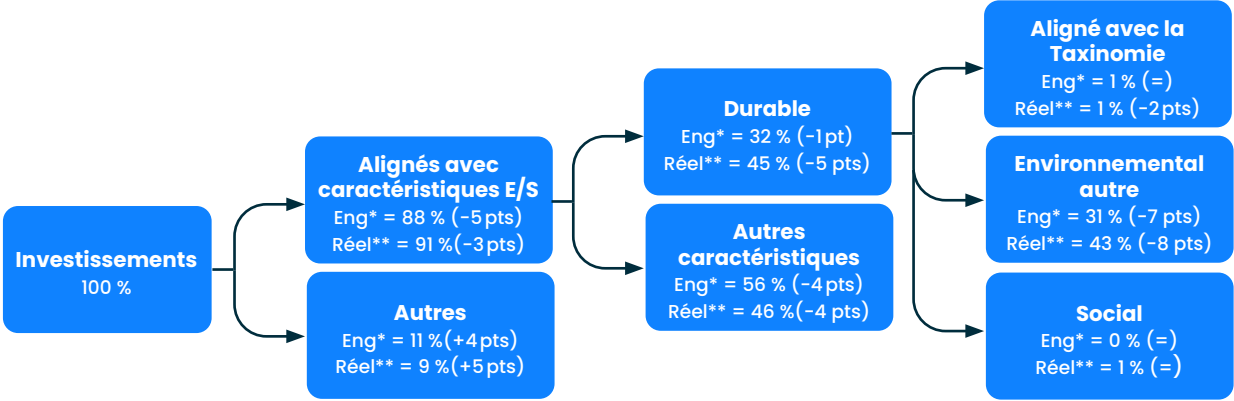 Investissements
100 %
Alignés avec
caractéristiques E/S
Eng* = 88 % (-5 pts)
Réel** = 91 %(-3 pts)
Autres
Eng* = 11 %(+4 pts)
Réel** = 9 %(+5 pts)
Durable
Eng* = 32 % (-1 pt)
Réel** = 45 % (-5 pts)
Autres
caractéristiques
Eng* = 56 % (-4 pts)
Réel** = 46 %(-4 pts)
Aligné avec la
Taxinomie
Eng* = 1 % (=)
Réel** = 1 % (-2 pts)
Environnemental
autre
Eng* = 31 % (-7 pts)
Réel** = 43 % (-8 pts)
Social
Eng* = 0 % (=)
Réel** = 1 % (=)